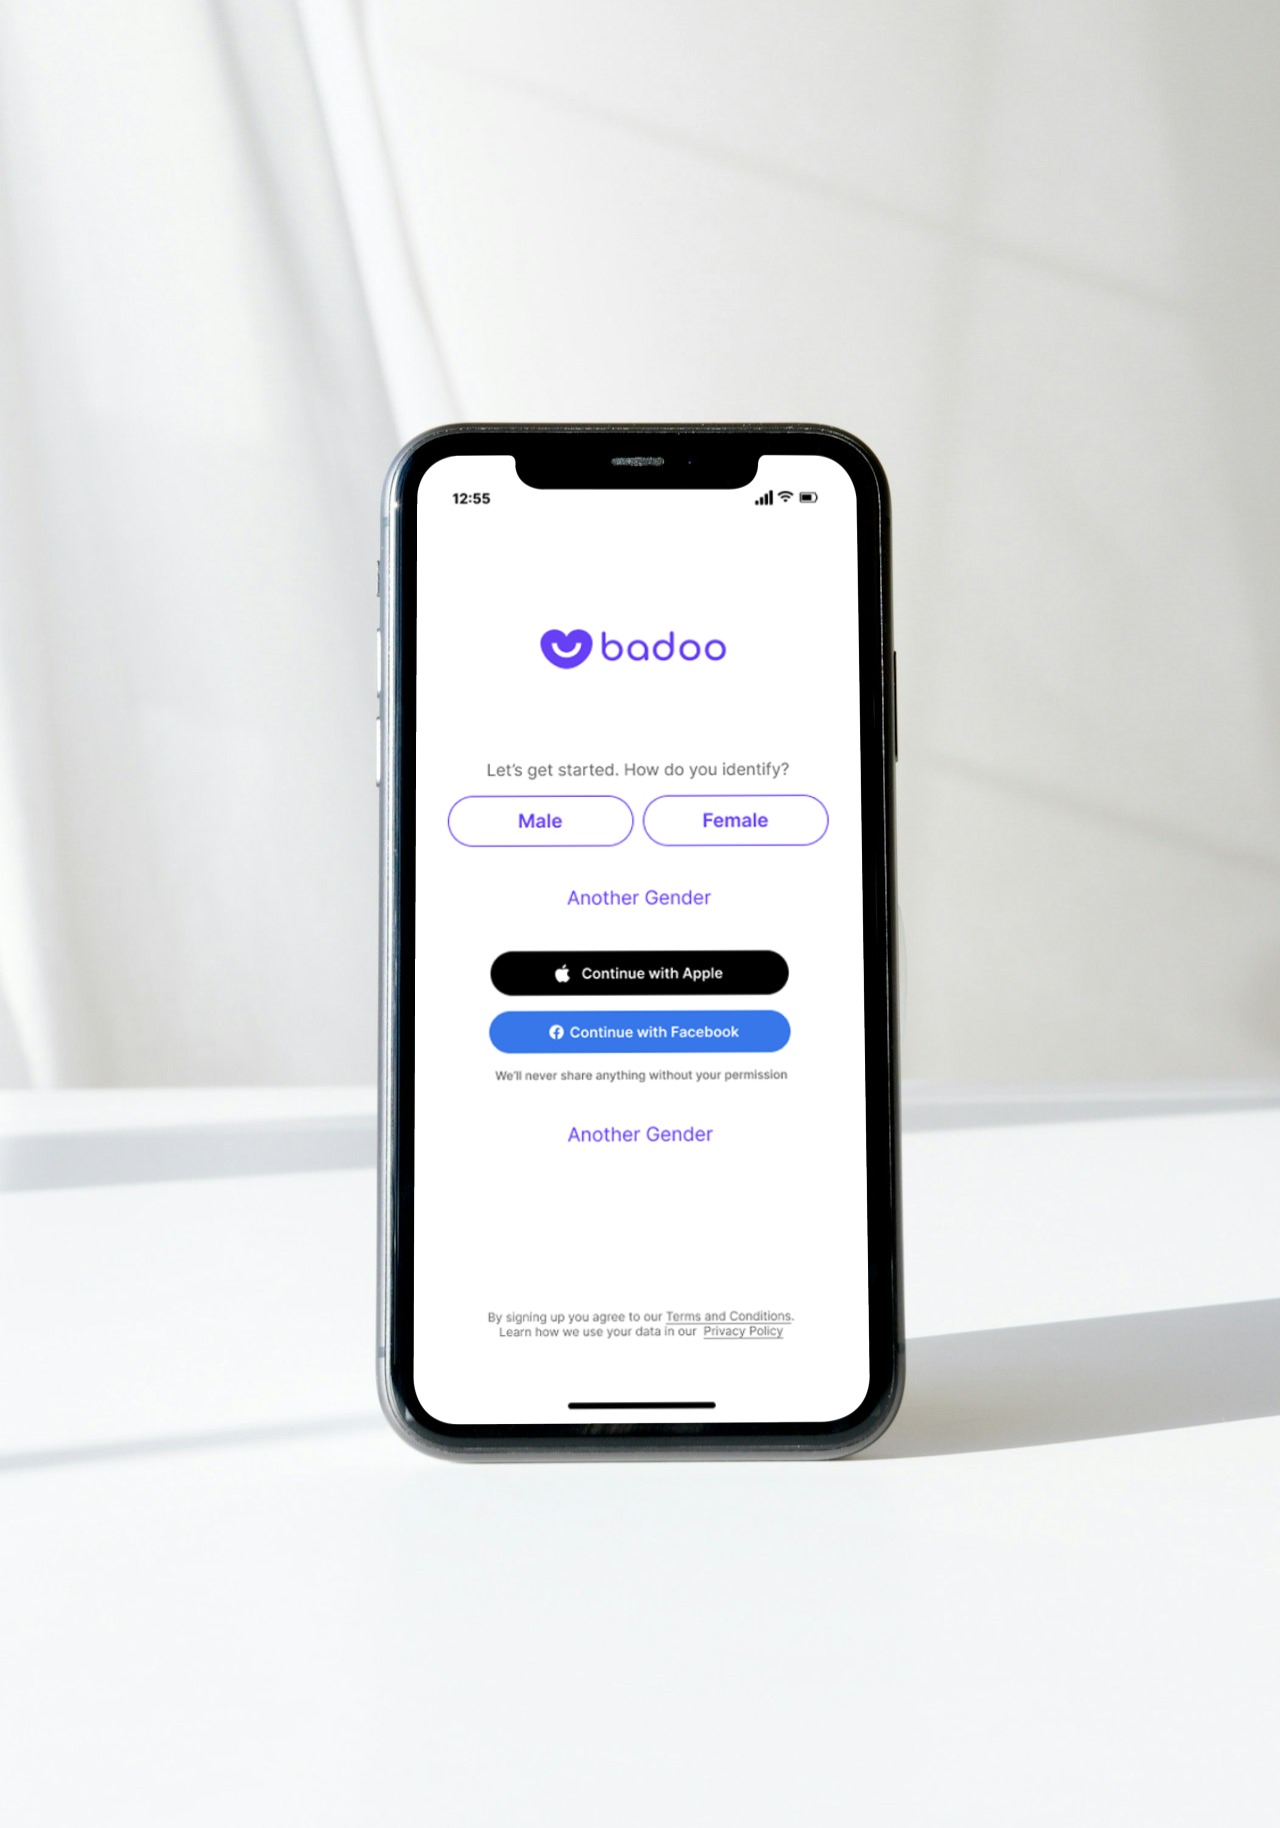 12:55
badoo
Let's get started. How do you identify?
Male Female
Another Gender
Continue with Apple
Continue with Facebook
We'll never share anything without your permission
Another Gender
By signing up you agree to our Terms and Conditions.
Learn how we use your data in our Privacy Policy